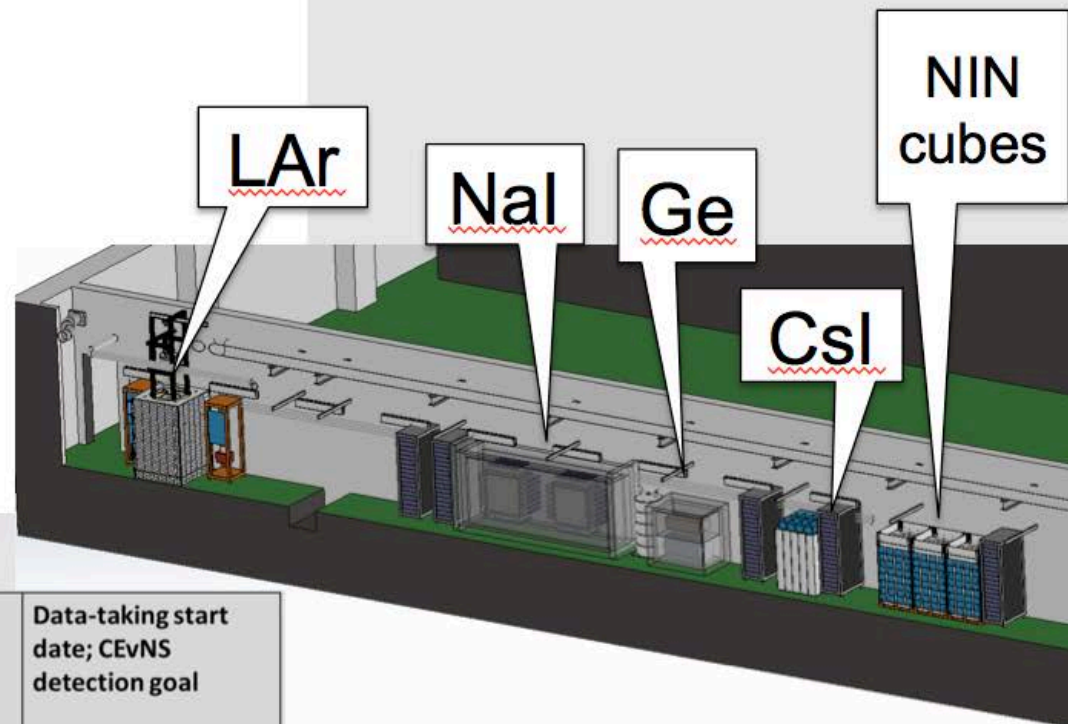 NIN
cubes
LAr
NaI
Ge
CsI
Data-taking start
date; CEvNS
detection goal